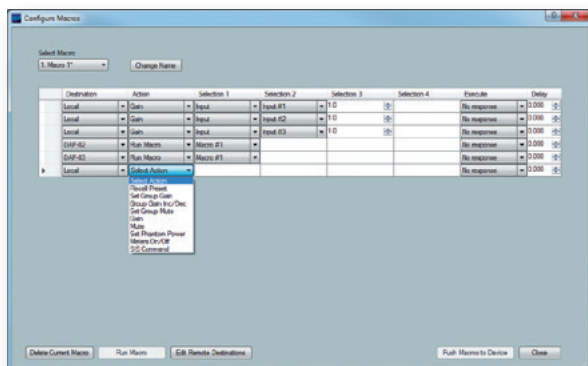 Configure Macros
Select Macro
1. Macro 1*
Change Name
Destination Action Selection 1 Selection 2 Selection 3 Selection 4 Execute Delay
Local Gain Input Input #1 1.0 No response 0.000
Local Gain Input Input #2 1.0 No response 0.000
Local Gain Input Input #3 1.0 No response 0.000
Run Macro Macro #1 No response 0.000
Run Macro Macro #1 No response 0.000
Local Select Action No response 0.000
Select Action
Recall Preset
Set Group Gain
Group Gain Inc/Dec
Set Group Mute
Gain
Mute
Set Phantom Power
Meters On/Off
SIS Command
Delete Current Macro Run Macro Edit Remote Destinations Push Macros to Device Close